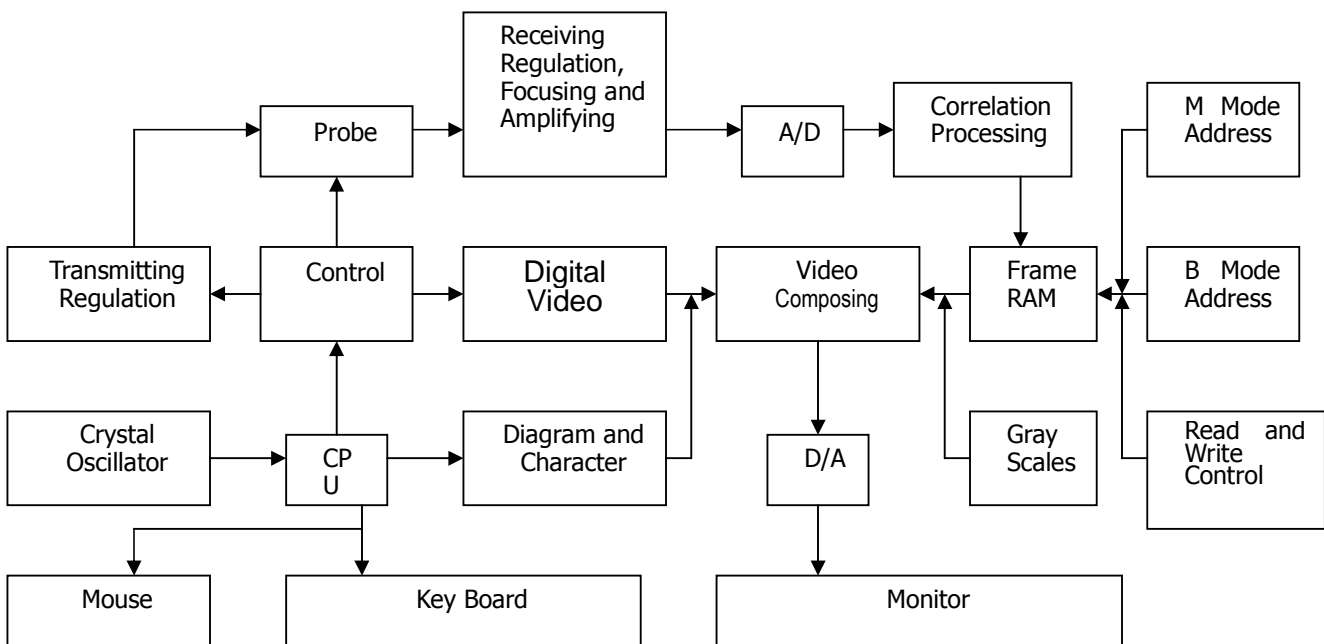 Receiving
Regulation,
Focusing and
Amplifying
Probe
A/D
Correlation
Processing
M Mode
Address
Transmitting
Regulation
Control
Digital
Video
Video
Composing
Frame
RAM
B Mode
Address
Crystal
Oscillator
CP
U
Diagram and
Character
D/A
Gray
Scales
Read and
Write
Control
Mouse
Key Board
Monitor